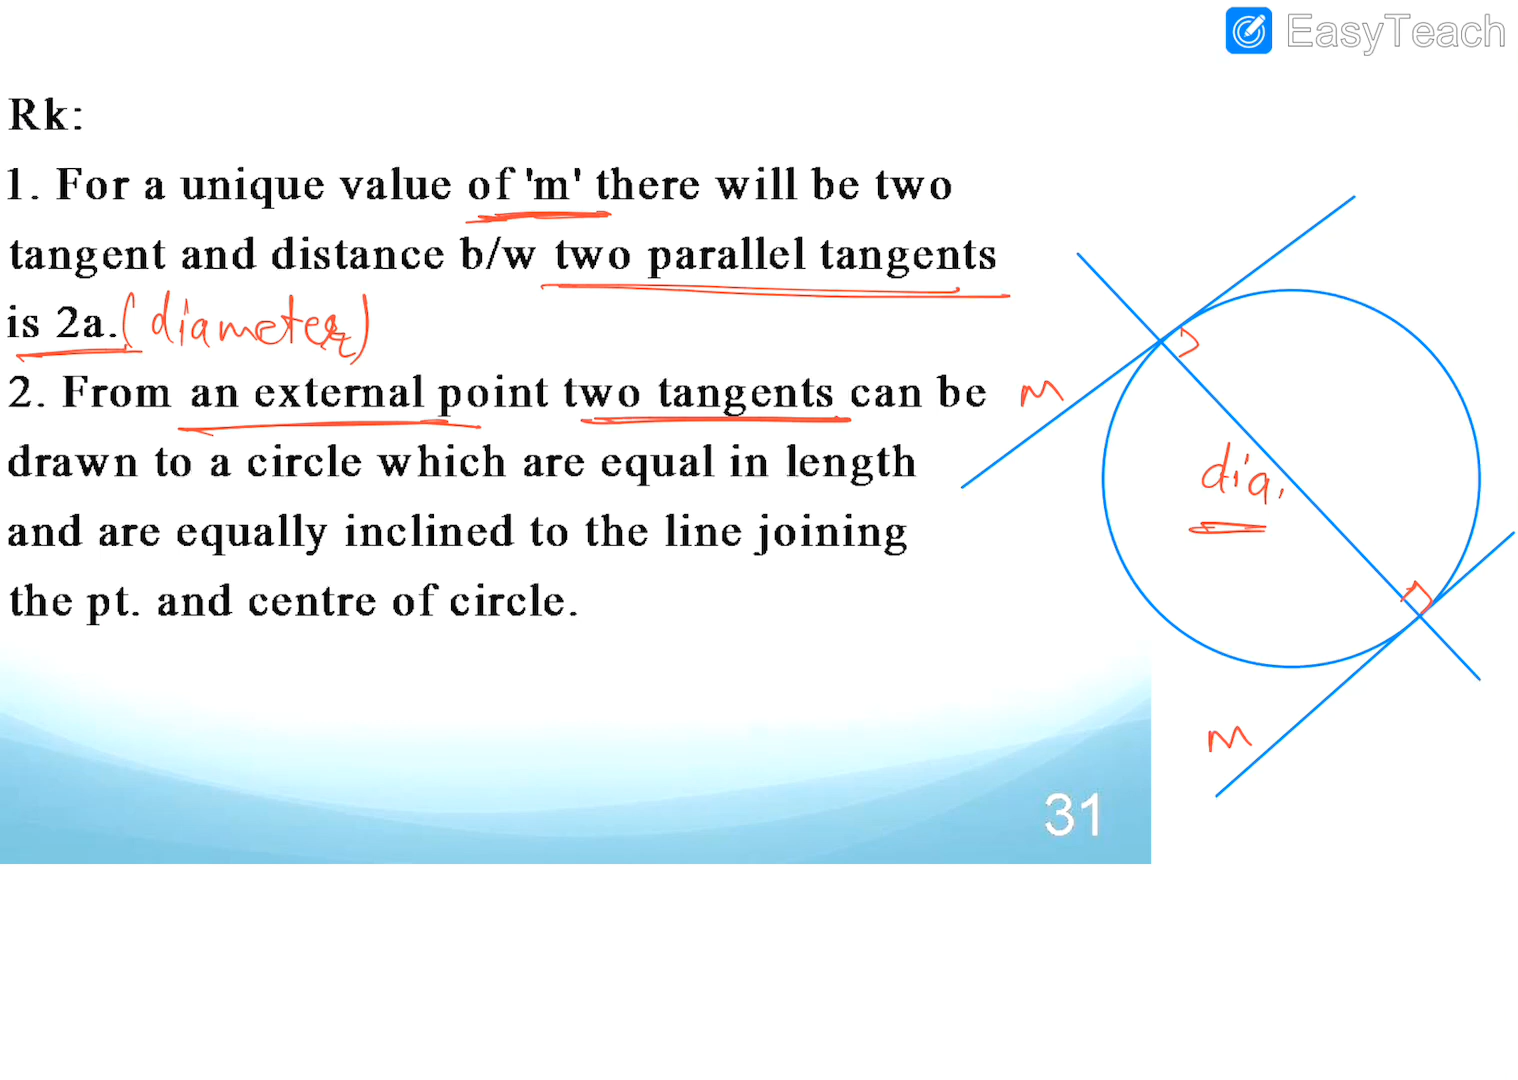 EasyTeach
Rk:
1. For a unique value of 'm' there will be two
tangent and distance b/w two parallel tangents
is 2a. (diameter)
2. From an external point two tangents can be
drawn to a circle which are equal in length
and are equally inclined to the line joining
the pt. and centre of circle.
m
dia.
m
31